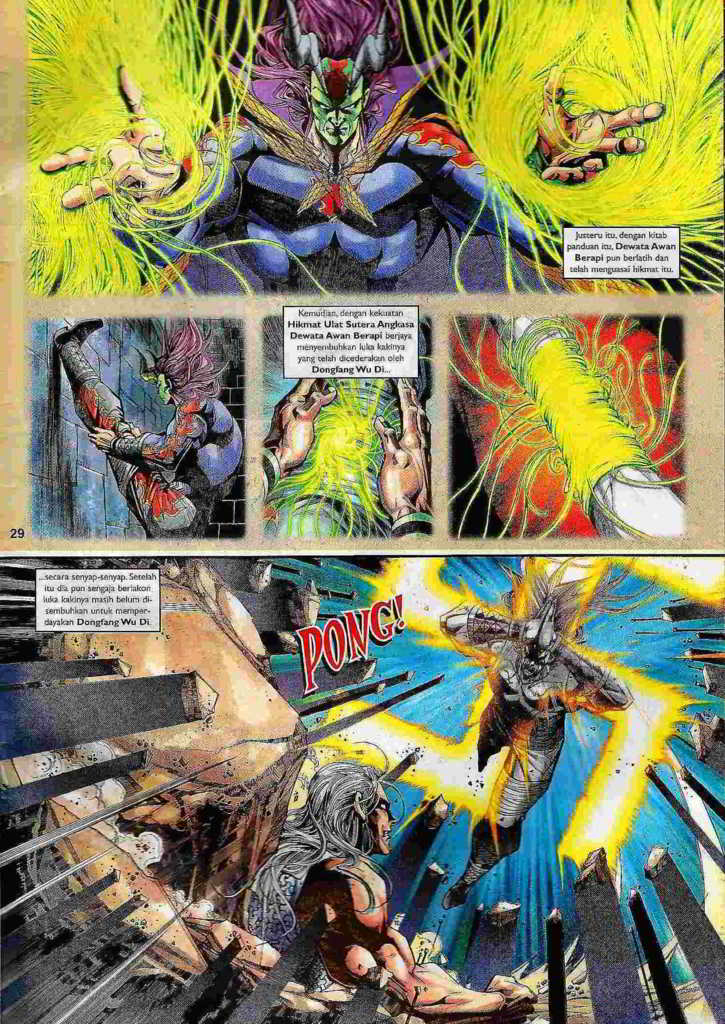 Justeru itu, dengan kitab
panduan itu, Dewata Awan
Berapi pun berlatih dan
telah menguasai hikmat itu.
Kemudian, dengan kekuatan
Hikmat Ulat Sutera Angkasa
Dewata Awan Berapi berjaya
menyembuhkan luka kakinya
yang telah dicederakan oleh
Dongfang Wu Di...
29
...secara senyap-senyap. Setelah
itu dia pun sengaja berlakon
luka kakinya masih belum di-
sembuhkan untuk memper-
dayakan Dongfang Wu Di.
PONG!